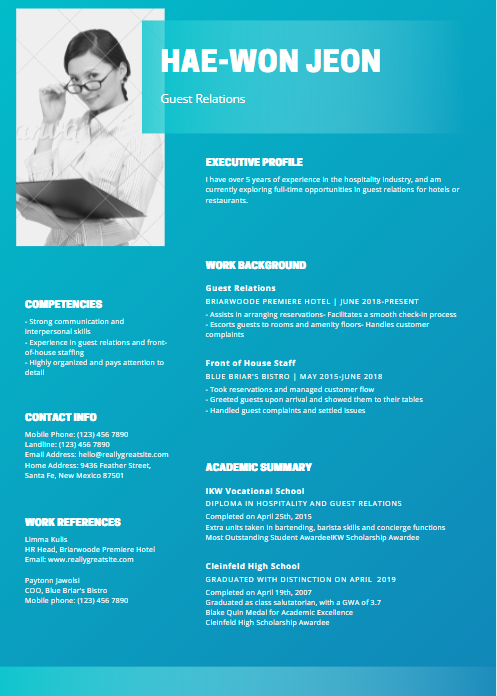 HAE-WON JEON
Guest Relations
EXECUTIVE PROFILE
I have over 5 years of experience in the hospitality industry, and am
currently exploring full-time opportunities in guest relations for hotels or
restaurants.
WORK BACKGROUND
Guest Relations
BRIARWOODE PREMIERE HOTEL | JUNE 2018-PRESENT
- Assists in arranging reservations- Facilitates a smooth check-in process
- Escorts guests to rooms and amenity floors- Handles customer
complaints
Front of House Staff
BLUE BRIAR'S BISTRO | MAY 2015-JUNE 2018
- Took reservations and managed customer flow
- Greeted guests upon arrival and showed them to their tables
- Handled guest complaints and settled issues
ACADEMIC SUMMARY
IKW Vocational School
DIPLOMA IN HOSPITALITY AND GUEST RELATIONS
Completed on April 25th, 2015
Extra units taken in bartending, barista skills and concierge functions
Most Outstanding Student AwardeeIKW Scholarship Awardee
Cleinfeld High School
GRADUATED WITH DISTINCTION ON APRIL 2019
Completed on April 19th, 2007
Graduated as class salutatorian, with a GWA of 3.7
Blake Quin Medal for Academic Excellence
Cleinfeld High Scholarship Awardee
COMPETENCIES
- Strong communication and
interpersonal skills
- Experience in guest relations and front-
of-house staffing
- Highly organized and pays attention to
detail
CONTACT INFO
Mobile Phone: (123) 456 7890
Landline: (123) 456 7890
Email Address: hello@reallygreatsite.com
Home Address: 9436 Feather Street,
Santa Fe, New Mexico 87501
WORK REFERENCES
Limma Kulis
HR Head, Briarwoode Premiere Hotel
Email: www.reallygreatsite.com
Paytonn Jawolsi
COO, Blue Briar's Bistro
Mobile phone: (123) 456 7890